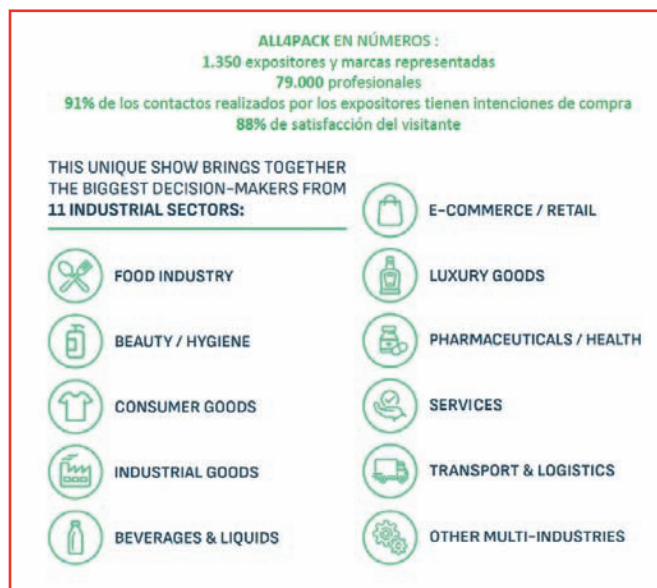 ALL4PACK EN NÚMEROS :
1.350 expositores y marcas representadas
79.000 profesionales
91% de los contactos realizados por los expositores tienen intenciones de compra
88% de satisfacción del visitante
THIS UNIQUE SHOW BRINGS TOGETHER
THE BIGGEST DECISION-MAKERS FROM
11 INDUSTRIAL SECTORS:
FOOD INDUSTRY
BEAUTY / HYGIENE
CONSUMER GOODS
INDUSTRIAL GOODS
BEVERAGES & LIQUIDS
E-COMMERCE / RETAIL
LUXURY GOODS
PHARMACEUTICALS / HEALTH
SERVICES
TRANSPORT & LOGISTICS
OTHER MULTI-INDUSTRIES